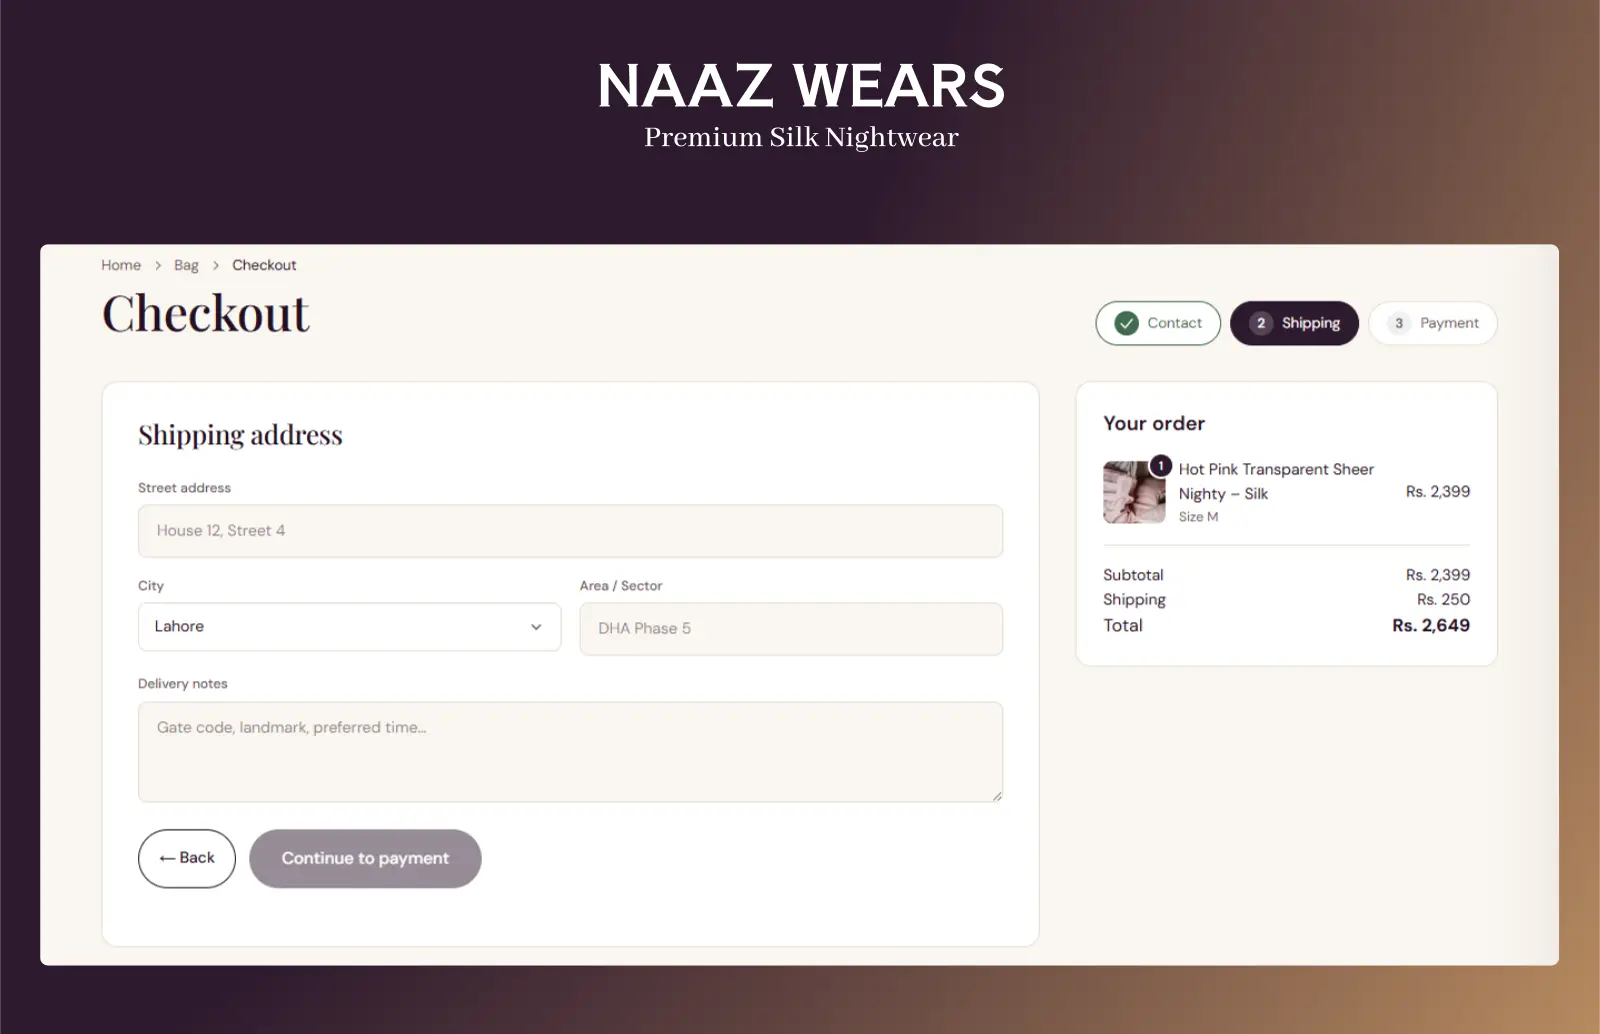 NAAZ WEARS
Premium Silk Nightwear
Home > Bag > Checkout
Checkout
Contact
2 Shipping
3 Payment
Shipping address
Street address
House 12, Street 4
City
Area / Sector
Lahore
DHA Phase 5
Delivery notes
Gate code, landmark, preferred time...
← Back
Continue to payment
Your order
1
Hot Pink Transparent Sheer
Nighty – Silk
Rs. 2,399
Size M
Subtotal Rs. 2,399
Shipping Rs. 250
Total Rs. 2,649